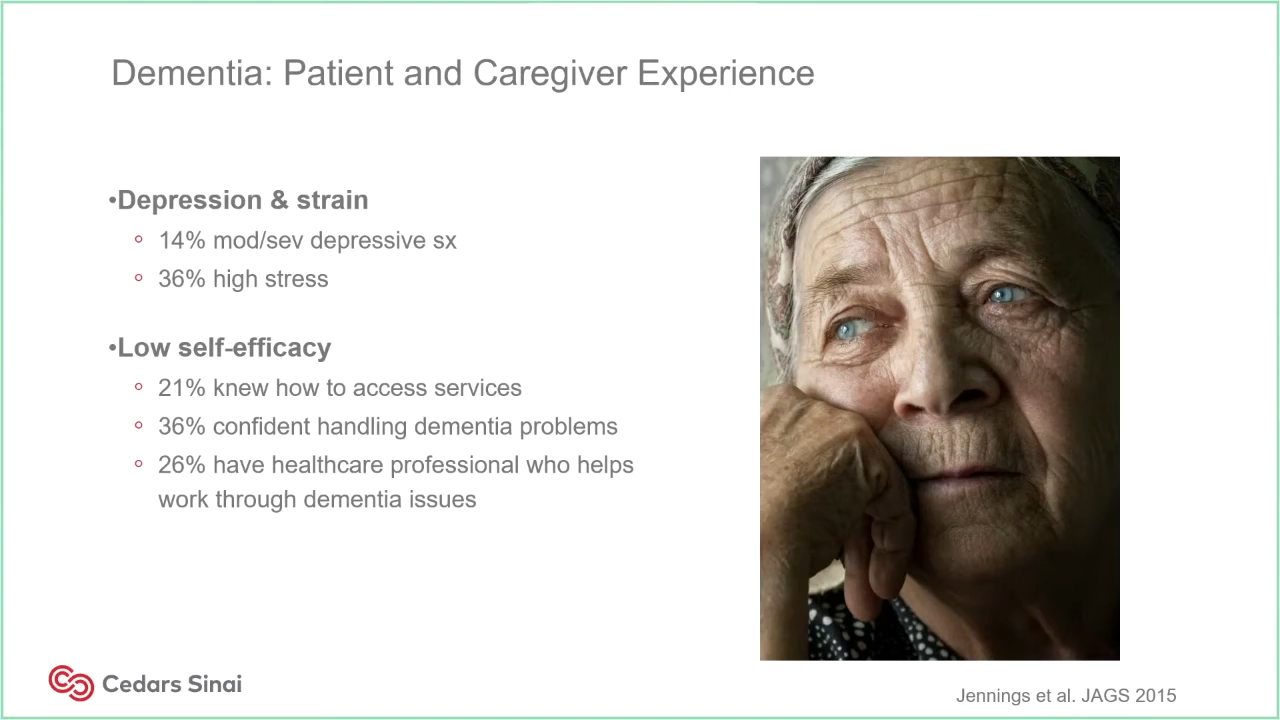 Dementia: Patient and Caregiver Experience
•Depression & strain
° 14% mod/sev depressive sx
° 36% high stress
•Low self-efficacy
° 21% knew how to access services
° 36% confident handling dementia problems
° 26% have healthcare professional who helps
work through dementia issues
Cedars Sinai
Jennings et al. JAGS 2015